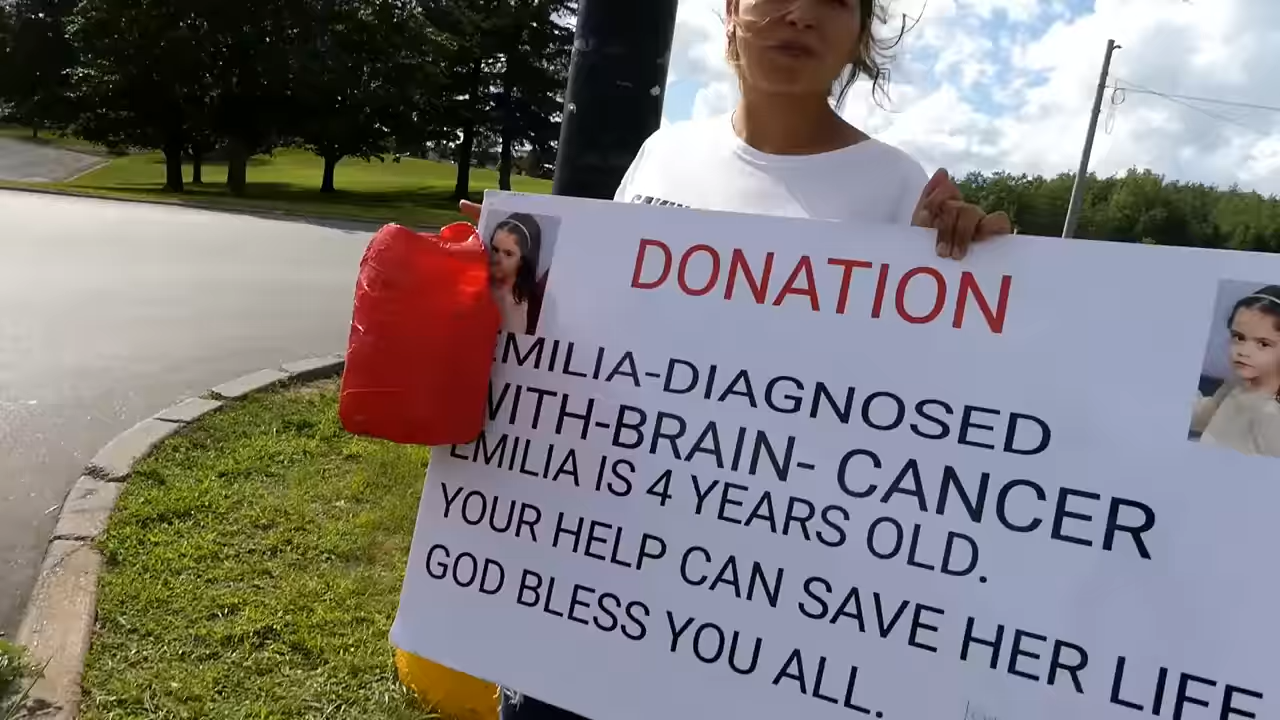 DONATION
EMILIA-DIAGNOSED
WITH-BRAIN- CANCER
EMILIA IS 4 YEARS OLD.
YOUR HELP CAN SAVE HER LIFE
GOD BLESS YOU ALL.